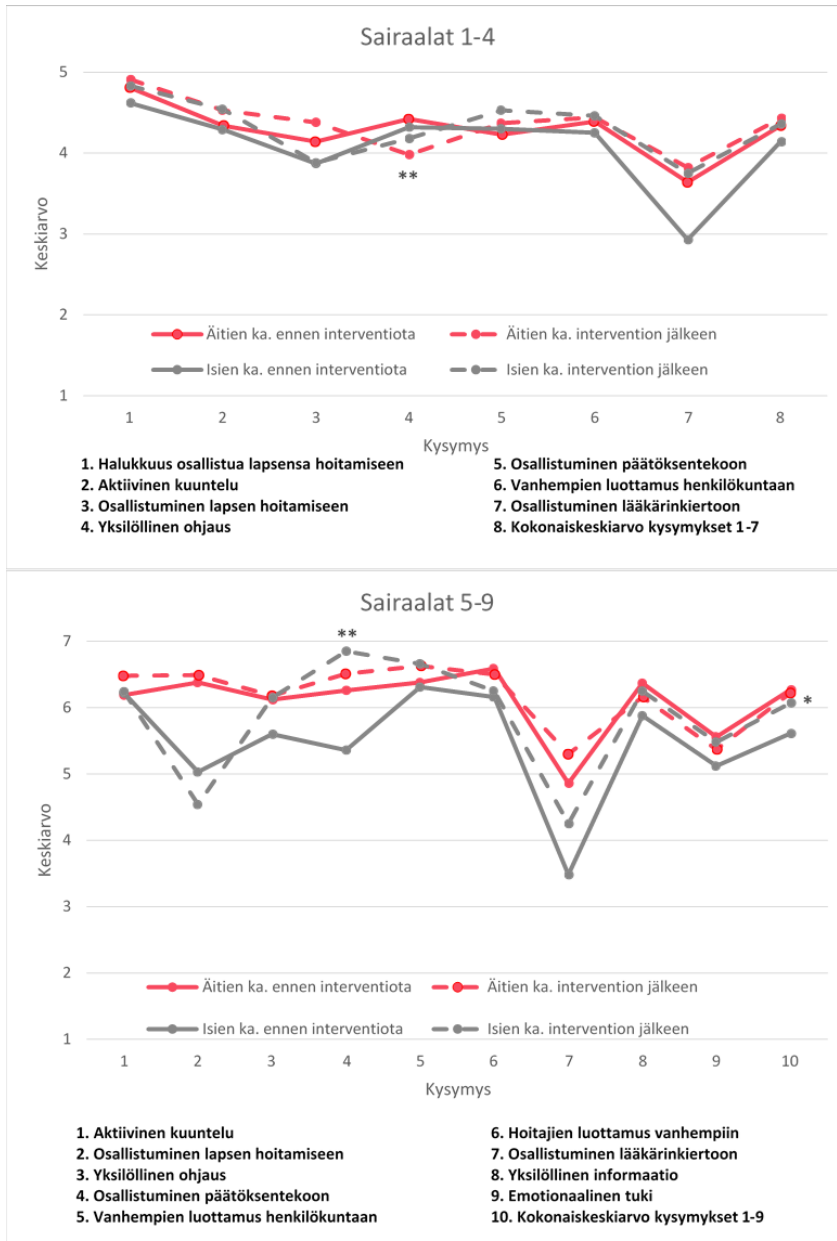 Sairaalat 1-4
5
4
3
2
1
Keskiarvo
**
Äitien ka. ennen interventiota
Äitien ka. intervention jälkeen
Isien ka. ennen interventiota
Isien ka. intervention jälkeen
1 2 3 4 5 6 7 8
Kysymys
1. Halukkuus osallistua lapsensa hoitamiseen
2. Aktiivinen kuuntelu
3. Osallistuminen lapsen hoitamiseen
4. Yksilöllinen ohjaus
5. Osallistuminen päätöksentekoon
6. Vanhempien luottamus henkilökuntaan
7. Osallistuminen lääkärinkiertoon
8. Kokonaiskeskiarvo kysymykset 1-7
Sairaalat 5-9
7
6
5
4
3
2
1
Keskiarvo
**
*
Äitien ka. ennen interventiota
Äitien ka. intervention jälkeen
Isien ka. ennen interventiota
Isien ka. intervention jälkeen
1 2 3 4 5 6 7 8 9 10
Kysymys
1. Aktiivinen kuuntelu
2. Osallistuminen lapsen hoitamiseen
3. Yksilöllinen ohjaus
4. Osallistuminen päätöksentekoon
5. Vanhempien luottamus henkilökuntaan
6. Hoitajien luottamus vanhempiin
7. Osallistuminen lääkärinkiertoon
8. Yksilöllinen informaatio
9. Emotionaalinen tuki
10. Kokonaiskeskiarvo kysymykset 1-9